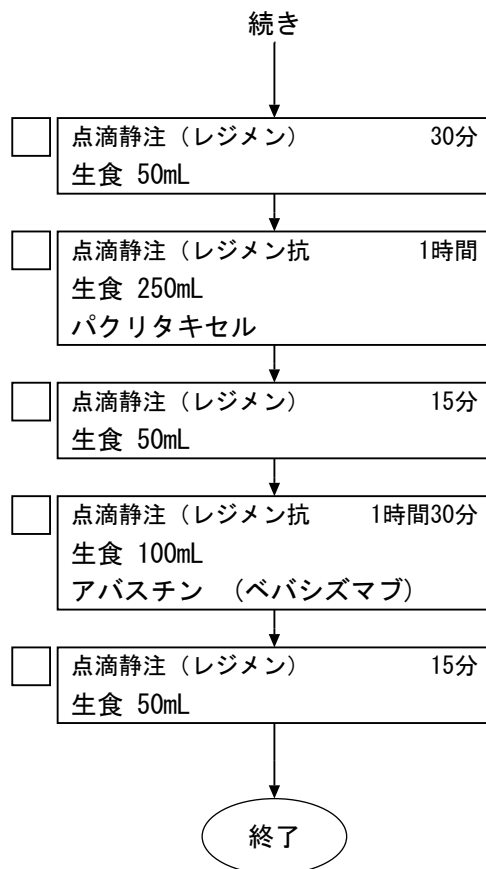 続き
点滴静注（レジメン） 30分
生食 50mL
点滴静注（レジメン抗 1時間
生食 250mL
パクリタキセル
点滴静注（レジメン） 15分
生食 50mL
点滴静注（レジメン抗 1時間30分
生食 100mL
アバスチン （ベバシズマブ）
点滴静注（レジメン） 15分
生食 50mL
終了